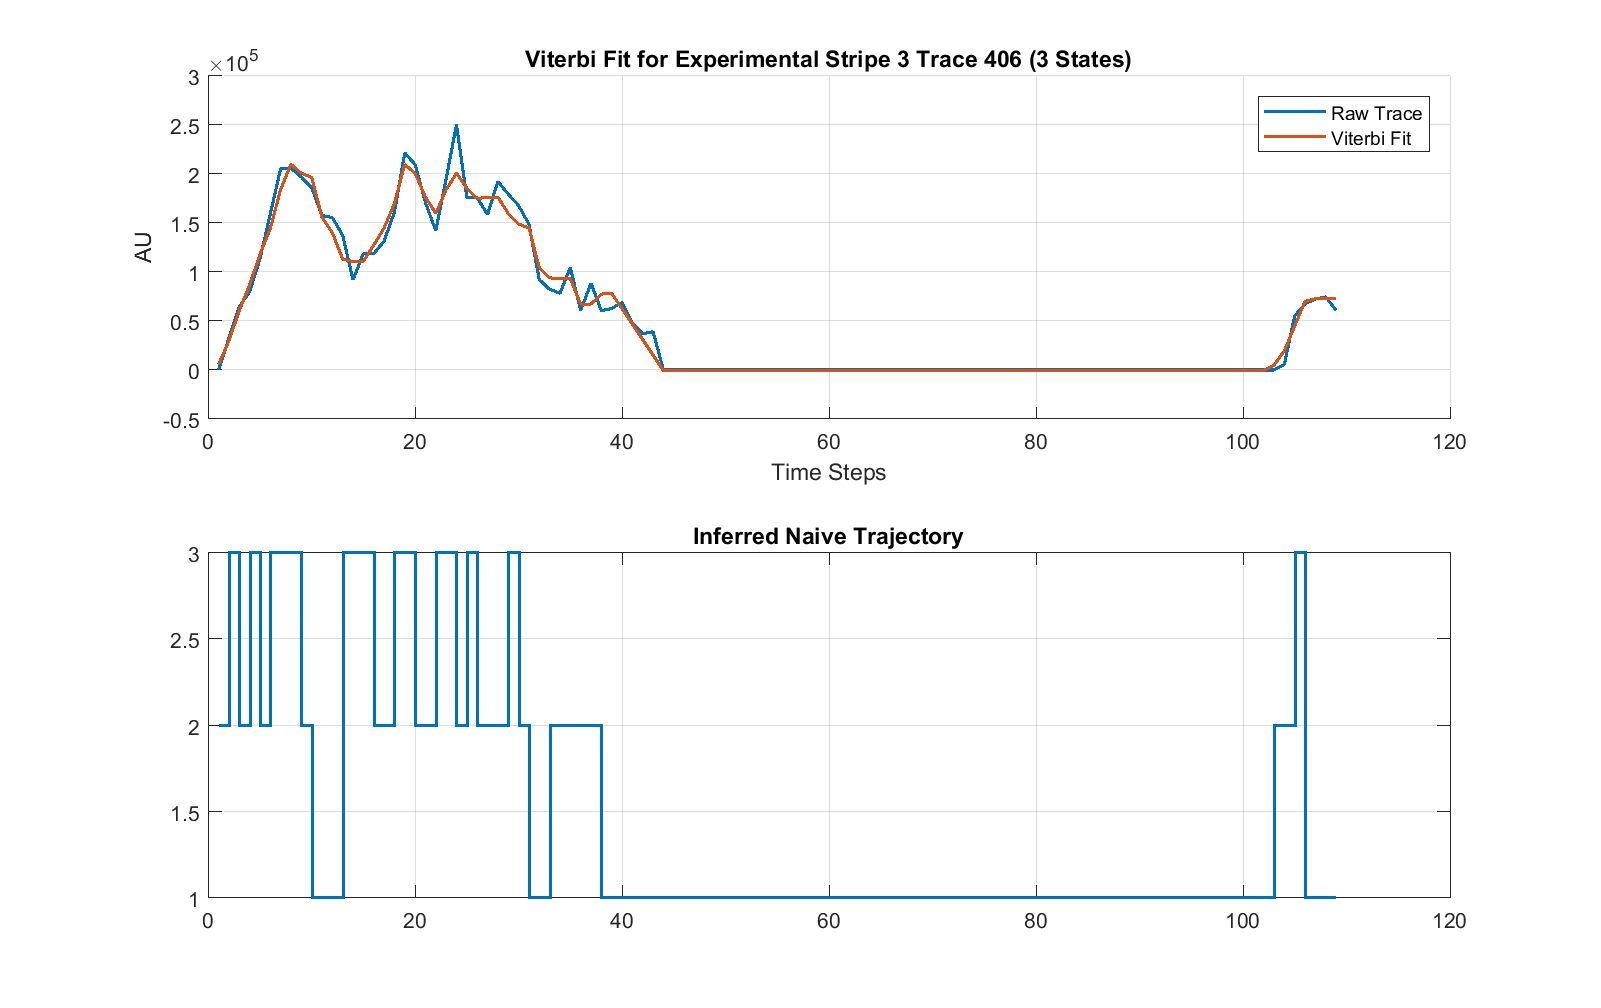 Viterbi Fit for Experimental Stripe 3 Trace 406 (3 States)
×10⁵
3
2.5
2
1.5
1
0.5
0
-0.5
AU
Raw Trace
Viterbi Fit
0 20 40 60 80 100 120
Time Steps
Inferred Naive Trajectory
3
2.5
2
1.5
1
0 20 40 60 80 100 120